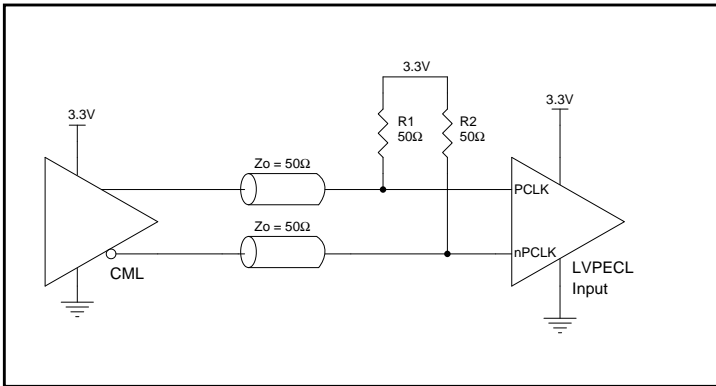 3.3V
3.3V
3.3V
R1
50Ω
R2
50Ω
Zo = 50Ω
PCLK
Zo = 50Ω
nPCLK
CML
LVPECL
Input